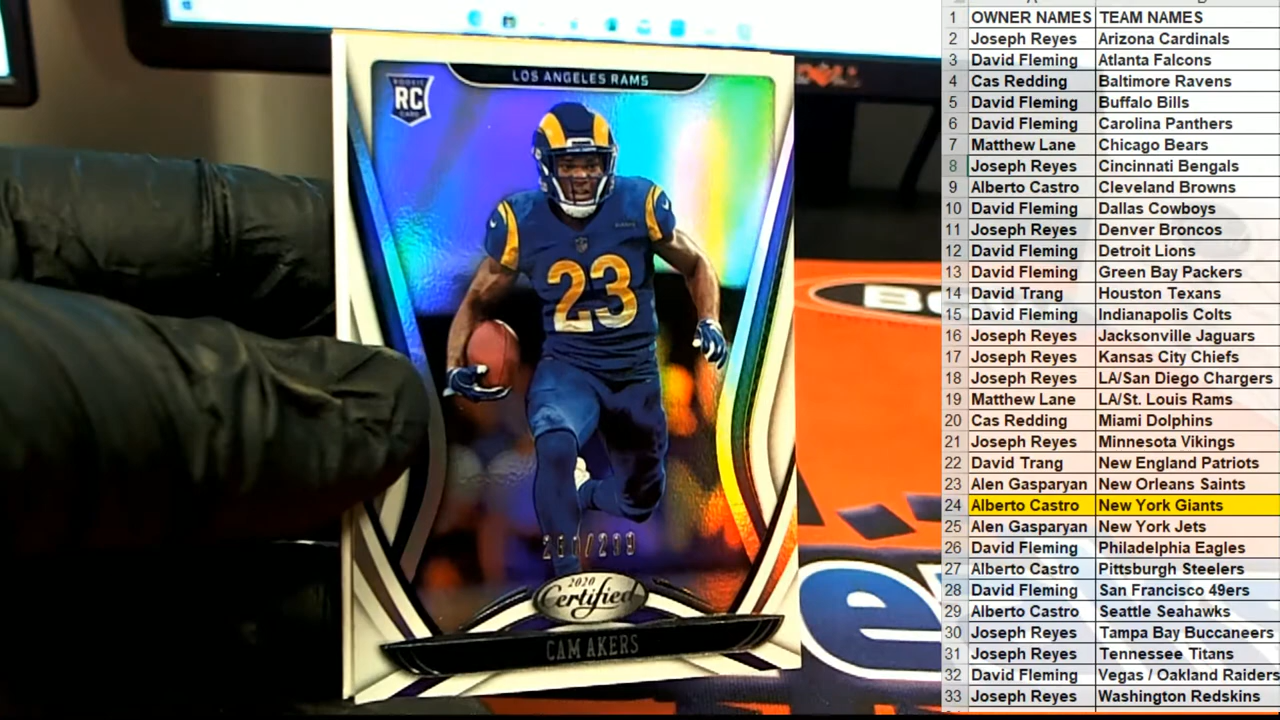 LOS ANGELES RAMS
ROOKIE
RC
CARD
23
/299
2020
Certified
CAM AKERS
DELL
1 OWNER NAMES TEAM NAMES
2 Joseph Reyes Arizona Cardinals
3 David Fleming Atlanta Falcons
4 Cas Redding Baltimore Ravens
5 David Fleming Buffalo Bills
6 David Fleming Carolina Panthers
7 Matthew Lane Chicago Bears
8 Joseph Reyes Cincinnati Bengals
9 Alberto Castro Cleveland Browns
10 David Fleming Dallas Cowboys
11 Joseph Reyes Denver Broncos
12 David Fleming Detroit Lions
13 David Fleming Green Bay Packers
14 David Trang Houston Texans
15 David Fleming Indianapolis Colts
16 Joseph Reyes Jacksonville Jaguars
17 Joseph Reyes Kansas City Chiefs
18 Joseph Reyes LA/San Diego Chargers
19 Matthew Lane LA/St. Louis Rams
20 Cas Redding Miami Dolphins
21 Joseph Reyes Minnesota Vikings
22 David Trang New England Patriots
23 Alen Gasparyan New Orleans Saints
24 Alberto Castro New York Giants
25 Alen Gasparyan New York Jets
26 David Fleming Philadelphia Eagles
27 Alberto Castro Pittsburgh Steelers
28 David Fleming San Francisco 49ers
29 Alberto Castro Seattle Seahawks
30 Joseph Reyes Tampa Bay Buccaneers
31 Joseph Reyes Tennessee Titans
32 David Fleming Vegas / Oakland Raiders
33 Joseph Reyes Washington Redskins